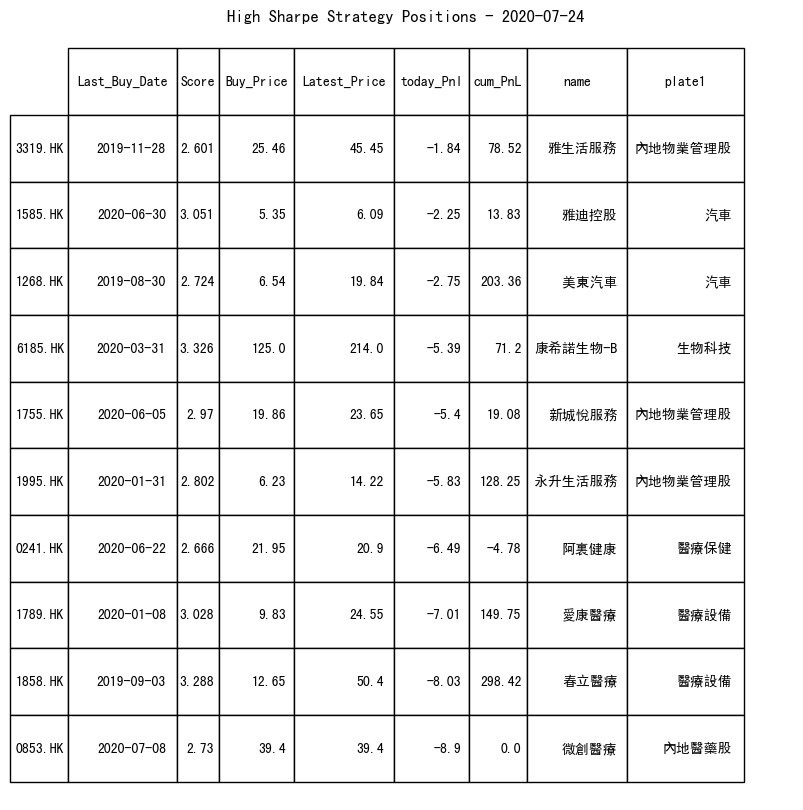 High Sharpe Strategy Positions - 2020-07-24
Last_Buy_Date Score Buy_Price Latest_Price today_Pnl cum_PnL name plate1
3319.HK 2019-11-28 2.601 25.46 45.45 -1.84 78.52 雅生活服務 內地物業管理股
1585.HK 2020-06-30 3.051 5.35 6.09 -2.25 13.83 雅迪控股 汽車
1268.HK 2019-08-30 2.724 6.54 19.84 -2.75 203.36 美東汽車 汽車
6185.HK 2020-03-31 3.326 125.0 214.0 -5.39 71.2 康希諾生物-B 生物科技
1755.HK 2020-06-05 2.97 19.86 23.65 -5.4 19.08 新城悅服務 內地物業管理股
1995.HK 2020-01-31 2.802 6.23 14.22 -5.83 128.25 永升生活服務 內地物業管理股
0241.HK 2020-06-22 2.666 21.95 20.9 -6.49 -4.78 阿裏健康 醫療保健
1789.HK 2020-01-08 3.028 9.83 24.55 -7.01 149.75 愛康醫療 醫療設備
1858.HK 2019-09-03 3.288 12.65 50.4 -8.03 298.42 春立醫療 醫療設備
0853.HK 2020-07-08 2.73 39.4 39.4 -8.9 0.0 微創醫療 內地醫藥股